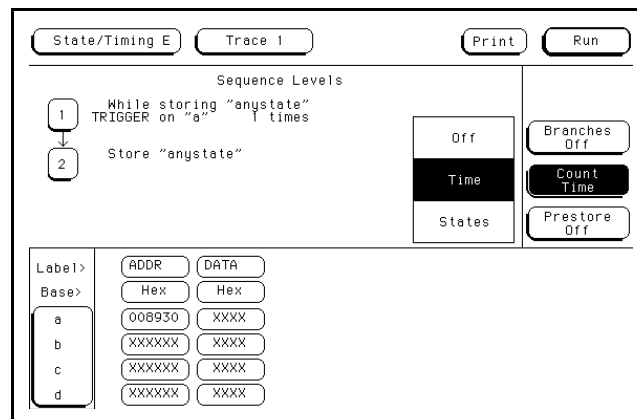 State/Timing E Trace 1 Print Run
Sequence Levels
1 While storing "anystate"
TRIGGER on "a" 1 times
2 Store "anystate"
Off
Time
States
Branches
Off
Count
Time
Prestore
Off
Label> ADDR DATA
Base> Hex Hex
a 008930 XXXX
b XXXXXX XXXX
c XXXXXX XXXX
d XXXXXX XXXX